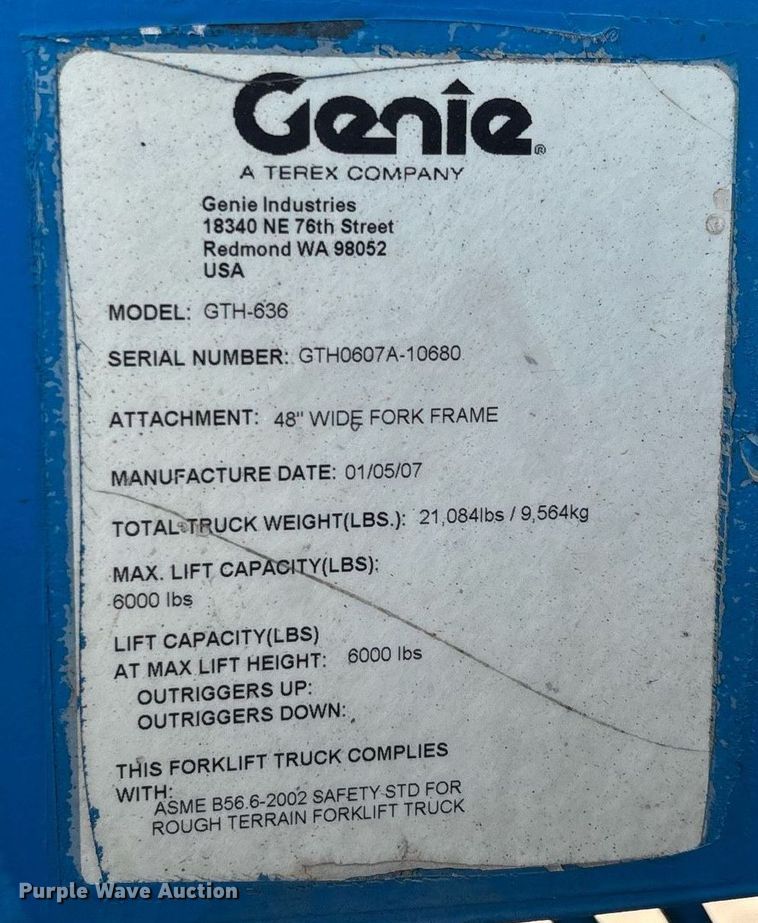 Genie®
A TEREX COMPANY
Genie Industries
18340 NE 76th Street
Redmond WA 98052
USA
MODEL: GTH-636
SERIAL NUMBER: GTH0607A-10680
ATTACHMENT: 48" WIDE FORK FRAME
MANUFACTURE DATE: 01/05/07
TOTAL TRUCK WEIGHT(LBS.): 21,084lbs / 9,564kg
MAX. LIFT CAPACITY(LBS):
6000 lbs
LIFT CAPACITY(LBS)
AT MAX LIFT HEIGHT: 6000 lbs
OUTRIGGERS UP:
OUTRIGGERS DOWN:
THIS FORKLIFT TRUCK COMPLIES
WITH:
ASME B56.6-2002 SAFETY STD FOR
ROUGH TERRAIN FORKLIFT TRUCK
Purple Wave Auction